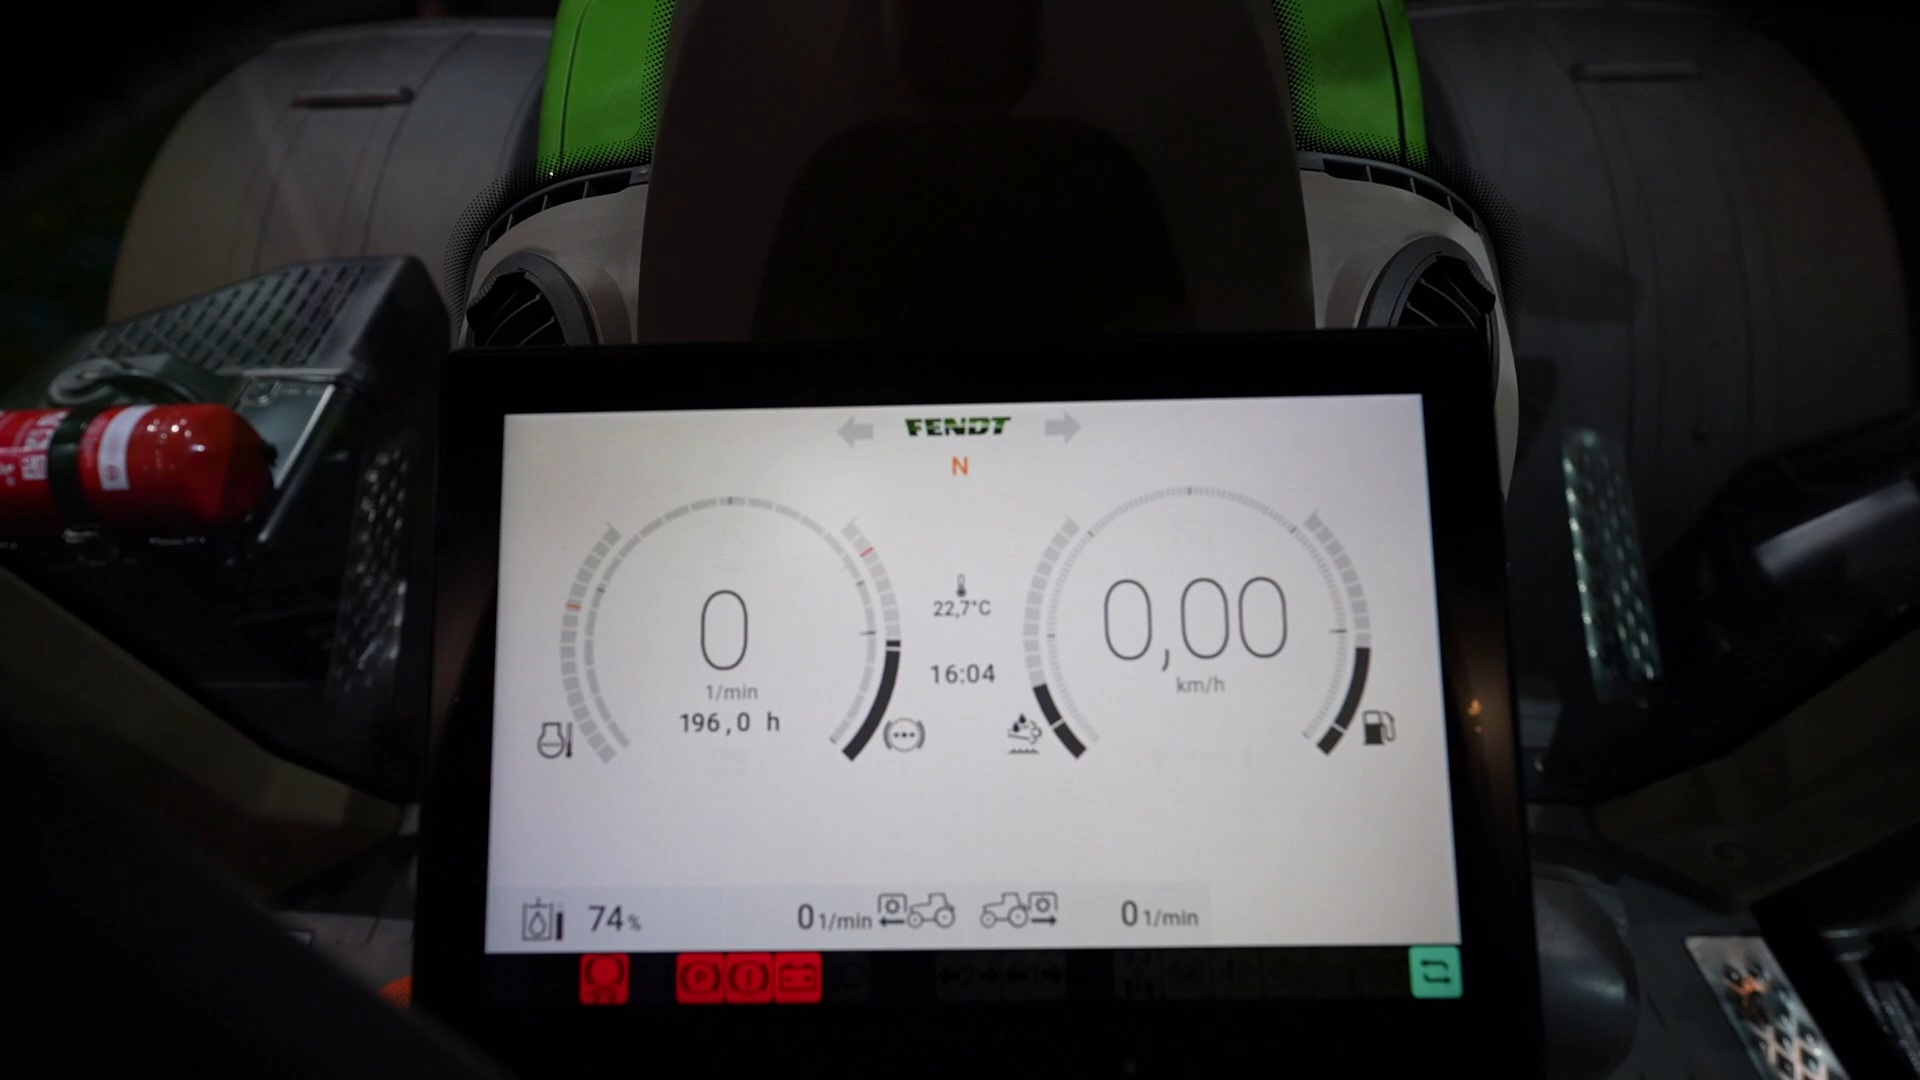 FENDT
N
0
1/min
196,0 h
22,7°C
16:04
0,00
km/h
74%
0 1/min
0 1/min
P